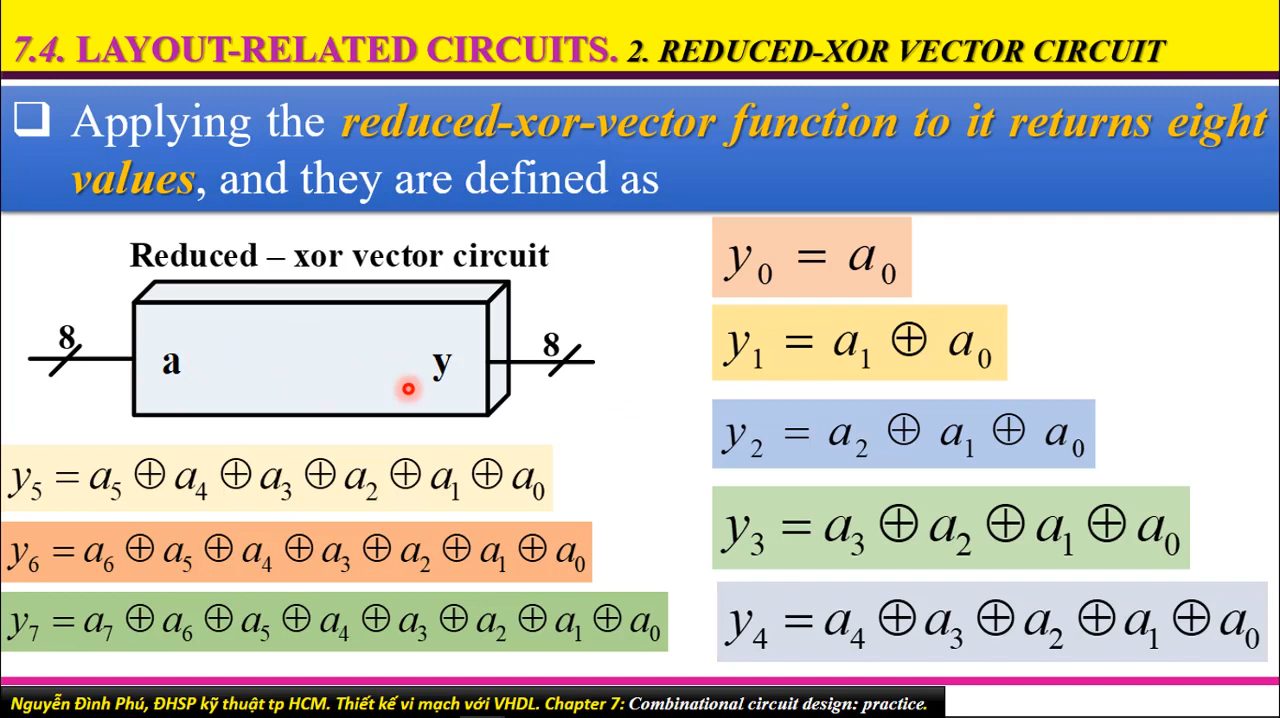 7.4. LAYOUT-RELATED CIRCUITS. 2. REDUCED-XOR VECTOR CIRCUIT
❑ Applying the reduced-xor-vector function to it returns eight
values, and they are defined as
Reduced – xor vector circuit
8
a
y
8
y₀ = a₀
y₁ = a₁ ⊕ a₀
y₂ = a₂ ⊕ a₁ ⊕ a₀
y₃ = a₃ ⊕ a₂ ⊕ a₁ ⊕ a₀
y₄ = a₄ ⊕ a₃ ⊕ a₂ ⊕ a₁ ⊕ a₀
y₅ = a₅ ⊕ a₄ ⊕ a₃ ⊕ a₂ ⊕ a₁ ⊕ a₀
y₆ = a₆ ⊕ a₅ ⊕ a₄ ⊕ a₃ ⊕ a₂ ⊕ a₁ ⊕ a₀
y₇ = a₇ ⊕ a₆ ⊕ a₅ ⊕ a₄ ⊕ a₃ ⊕ a₂ ⊕ a₁ ⊕ a₀
Nguyễn Đình Phú, ĐHSP kỹ thuật tp HCM. Thiết kế vi mạch với VHDL. Chapter 7: Combinational circuit design: practice.